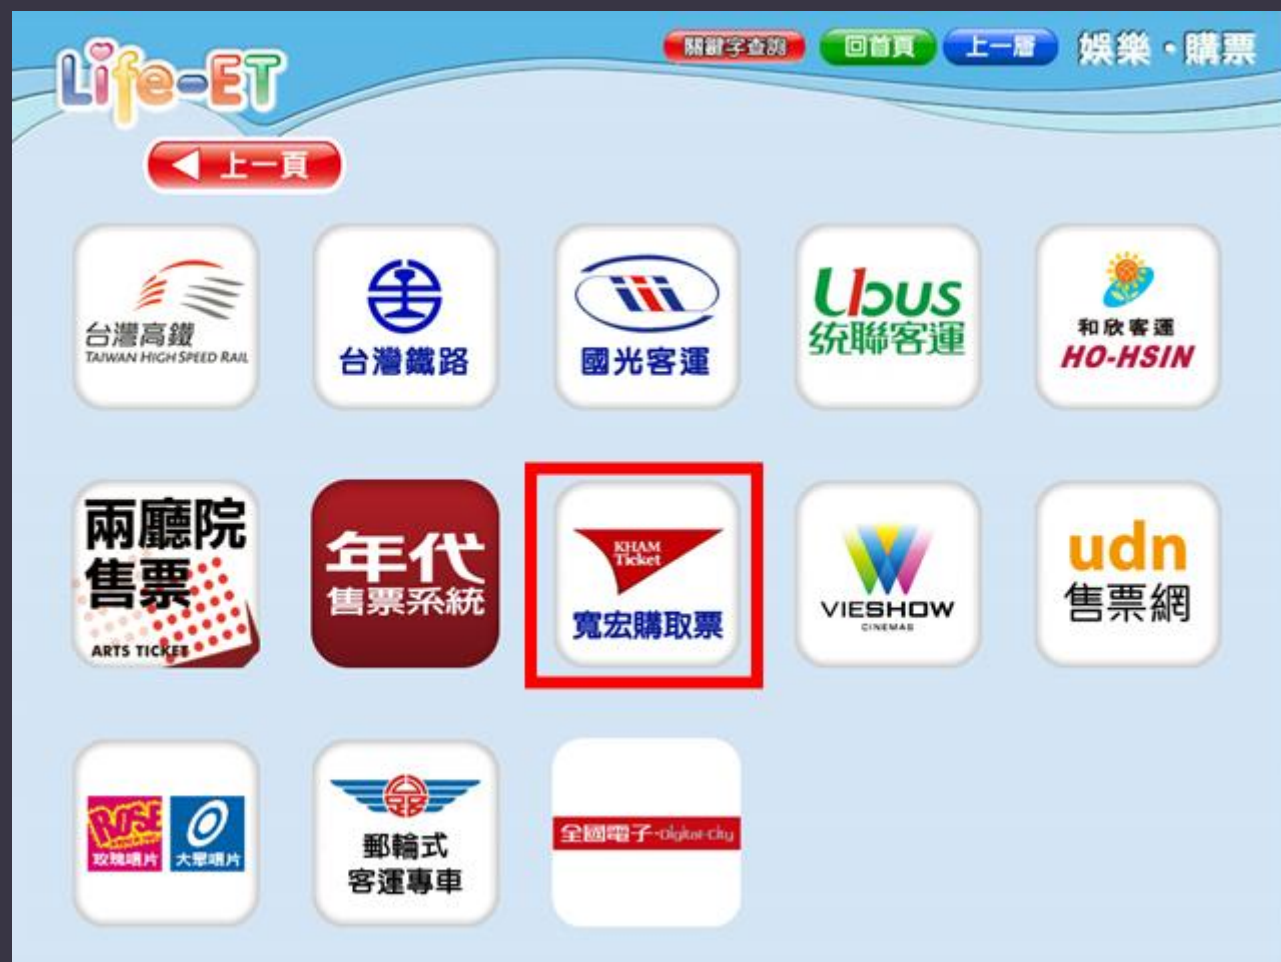 Life-ET
關鍵字查詢
回首頁
上一層
娛樂・購票
上一頁
台灣高鐵
TAIWAN HIGH SPEED RAIL
台灣鐵路
國光客運
Ubus
統聯客運
和欣客運
HO-HSIN
兩廳院
售票
ARTS TICKET
年代
售票系統
KHAM
Ticket
寬宏購取票
VIESHOW
CINEMAS
udn
售票網
ROSE
玫瑰唱片
大眾唱片
郵輪式
客運專車
全國電子-Digital City